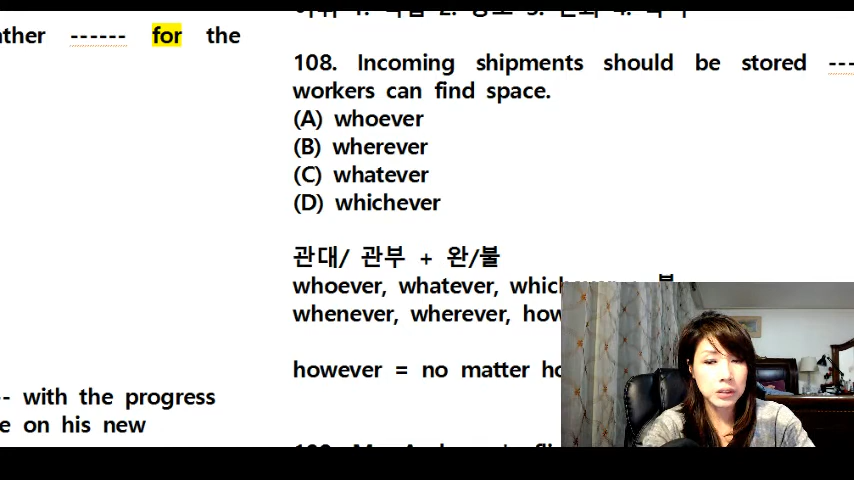 ather ------ for the
108. Incoming shipments should be stored ---
workers can find space.
(A) whoever
(B) wherever
(C) whatever
(D) whichever
관대/ 관부 + 완/불
whoever, whatever, which
whenever, wherever, how
however = no matter ho
-- with the progress
e on his new